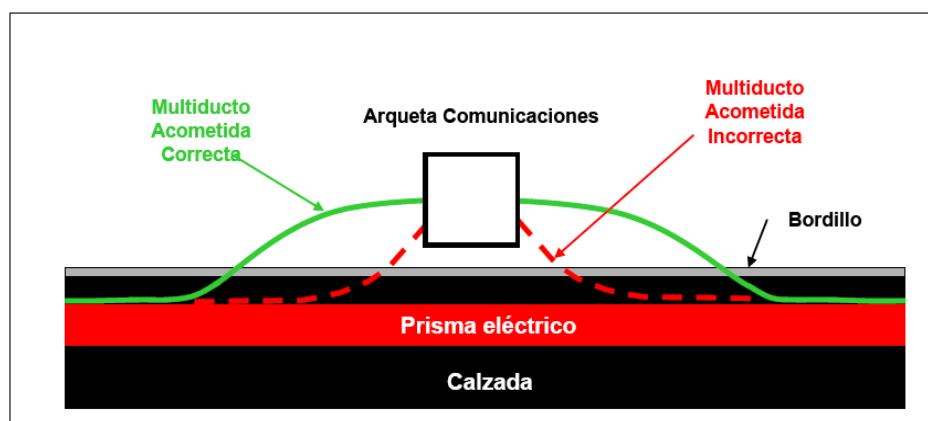 Multiducto
Acometida
Correcta
Arqueta Comunicaciones
Multiducto
Acometida
Incorrecta
Bordillo
Prisma eléctrico
Calzada